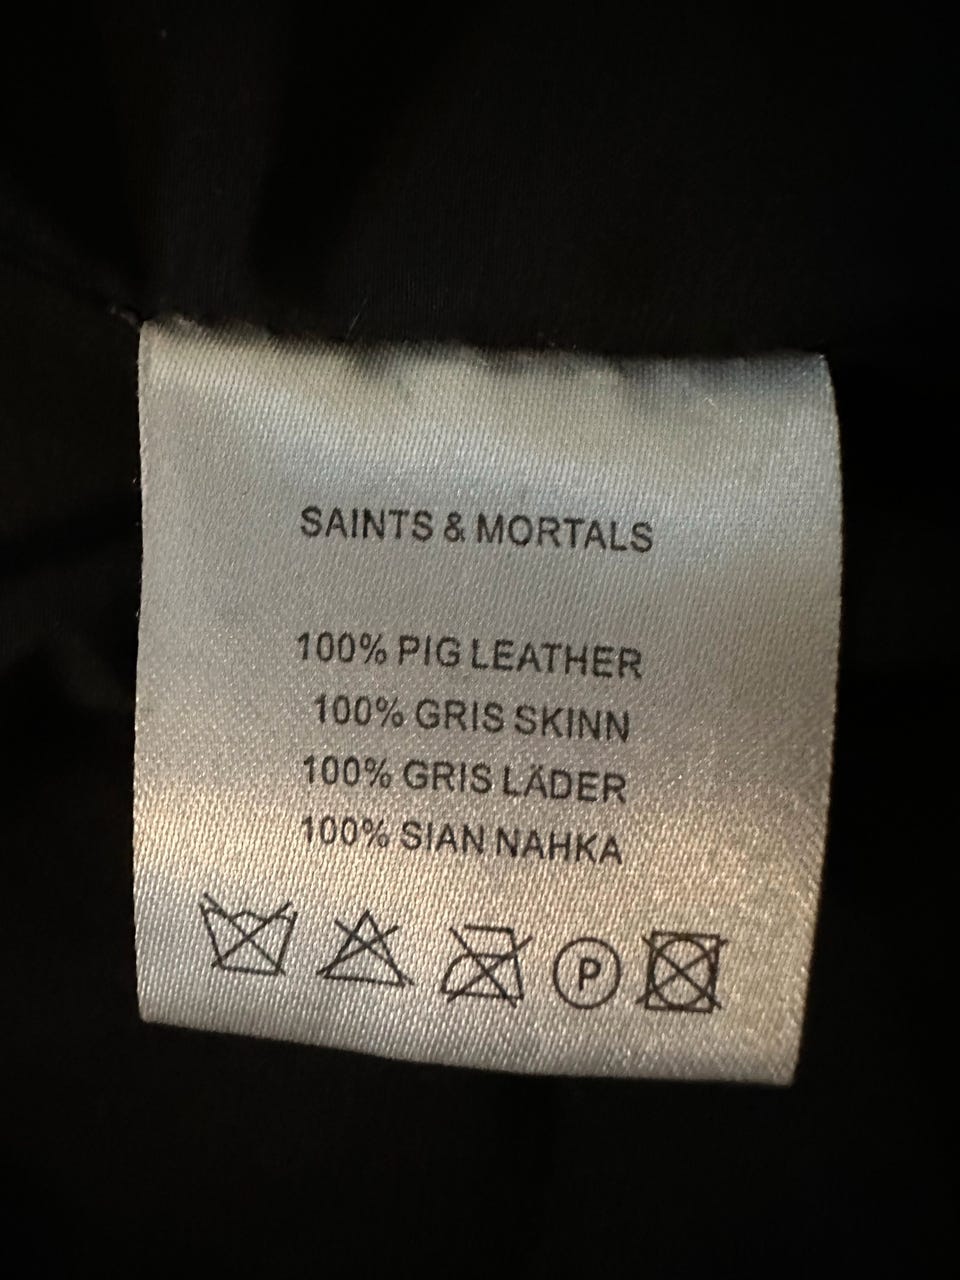 SAINTS & MORTALS
100% PIG LEATHER
100% GRIS SKINN
100% GRIS LÄDER
100% SIAN NAHKA
P